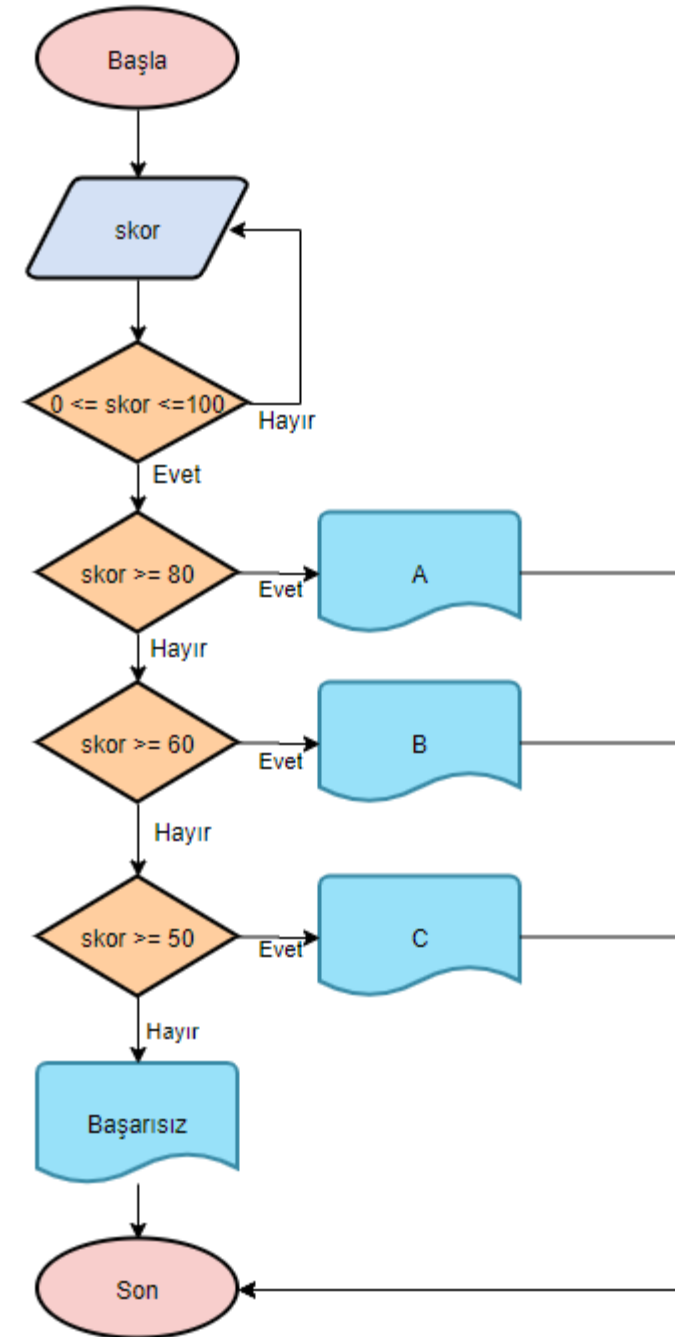 Başla
skor
0 <= skor <=100
Hayır
Evet
skor >= 80
Evet
A
Hayır
skor >= 60
Evet
B
Hayır
skor >= 50
Evet
C
Hayır
Başarısız
Son